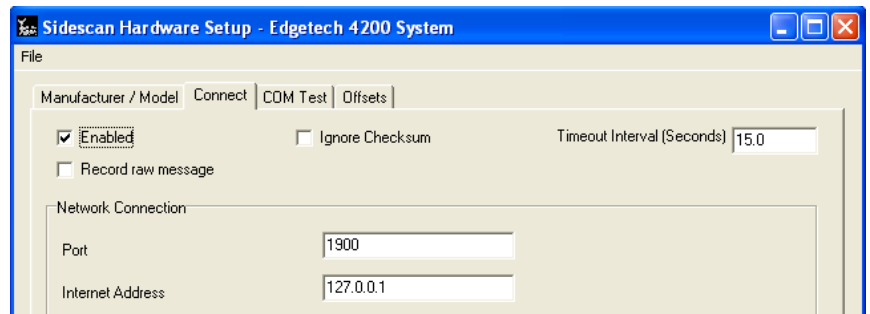 Sidescan Hardware Setup - Edgetech 4200 System
File
Manufacturer / Model Connect COM Test Offsets
Enabled Ignore Checksum Timeout Interval (Seconds) 15.0
Record raw message
Network Connection
Port 1900
Internet Address 127.0.0.1